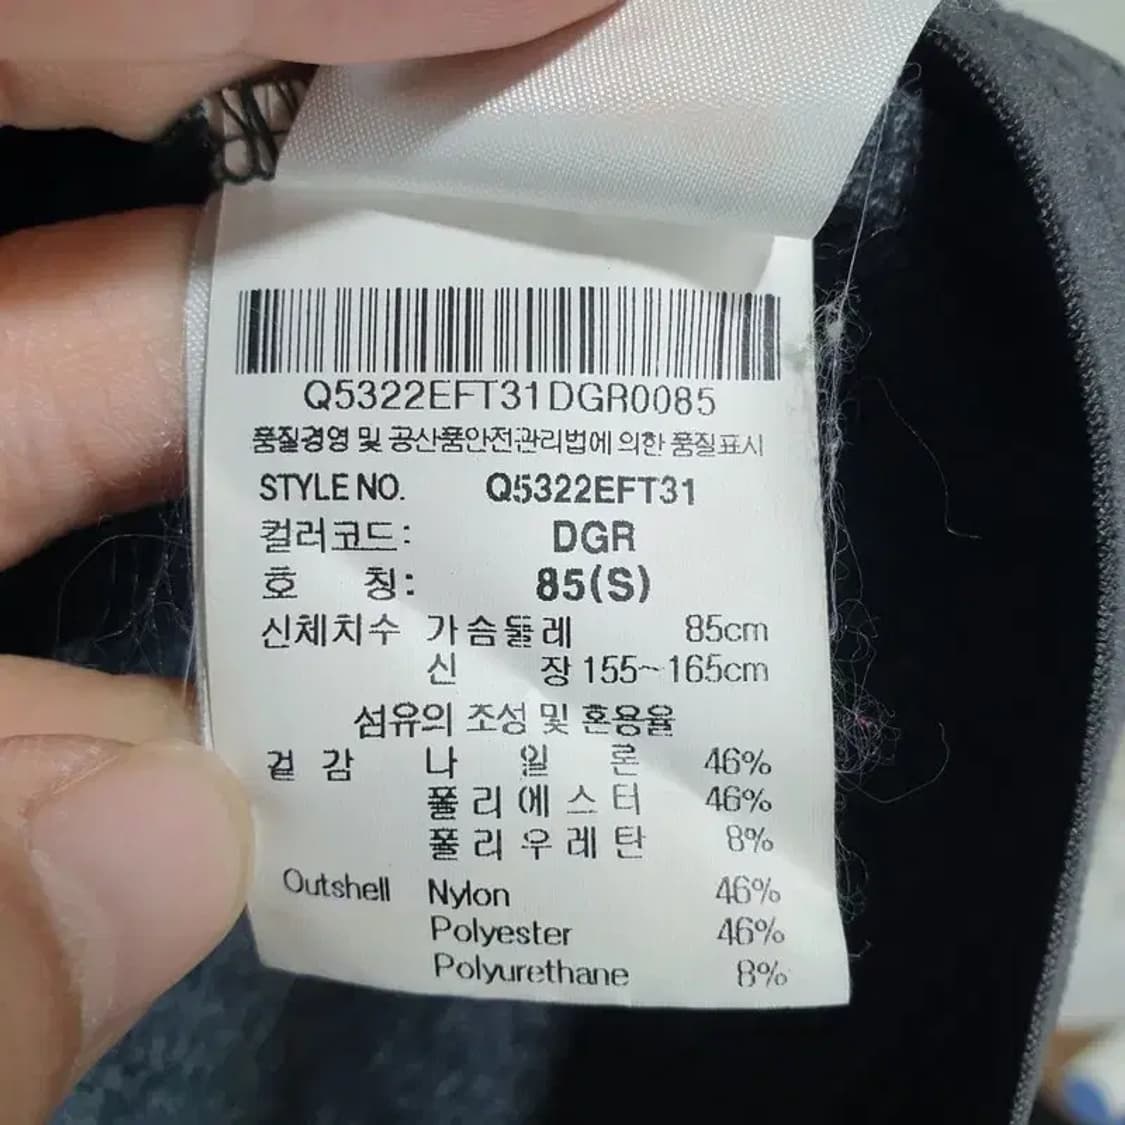 Q5322EFT31DGR0085
품질경영 및 공산품안전관리법에 의한 품질표시
STYLE NO. Q5322EFT31
컬러코드: DGR
호 칭: 85(S)
신체치수 가슴둘레 85cm
신 장 155~165cm
섬유의 조성 및 혼용율
겉 감 나 일 론 46%
폴 리 에 스 터 46%
폴 리 우 레 탄 8%
Outshell Nylon 46%
Polyester 46%
Polyurethane 8%